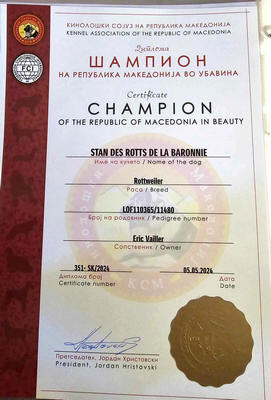 КИНОЛОШКИ СОЈУЗ НА РЕПУБЛИКА МАКЕДОНИЈА
KENNEL ASSOCIATION OF THE REPUBLIC OF MACEDONIA
Диплома
ШАМПИОН
НА РЕПУБЛИКА МАКЕДОНИЈА ВО УБАВИНА
FCI
Certificate
CHAMPION
OF THE REPUBLIC OF MACEDONIA IN BEAUTY
STAN DES ROTTS DE LA BARONNIE
Име на кучето / Name of the dog
Rottweiler
Раса / Breed
LOF110365/11480
Број на родовник / Pedigree number
Eric Vailler
Сопственик / Owner
351- SK/2024
05.05.2024
Диплома број
Дата
Certificate number
Date
КСМ
Претседател, Јордан Христовски
President, Jordan Hristovski